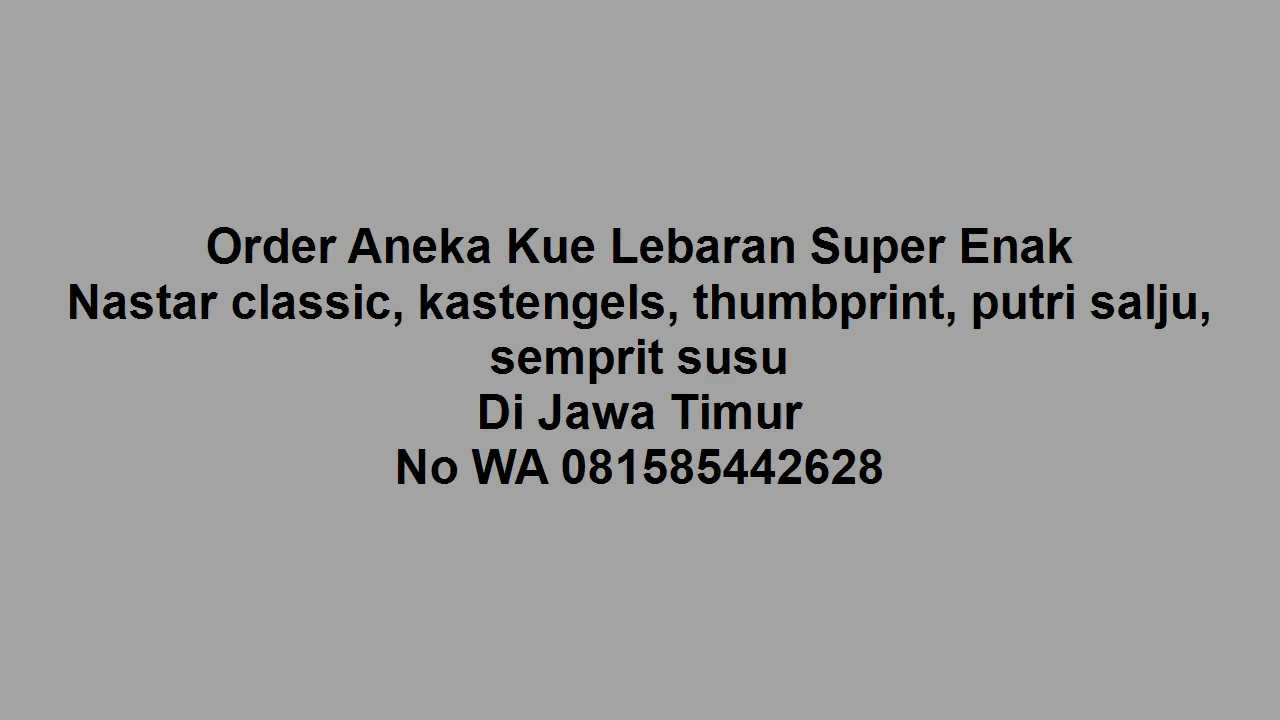 Order Aneka Kue Lebaran Super Enak
Nastar classic, kastengels, thumbprint, putri salju,
semprit susu
Di Jawa Timur
No WA 081585442628